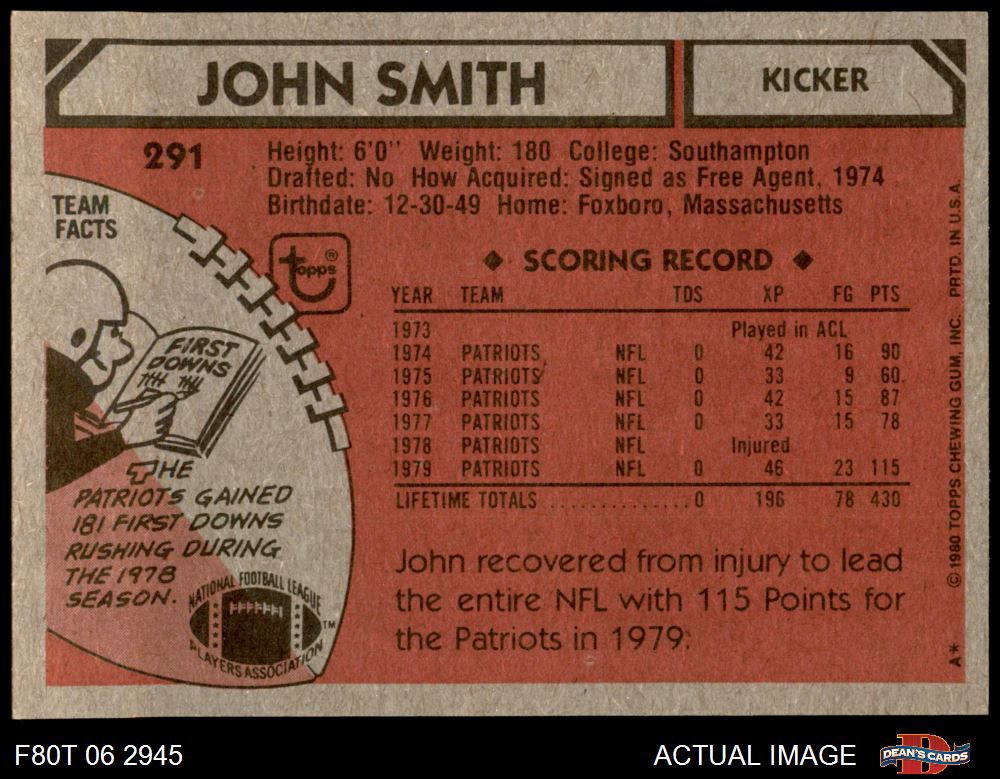 JOHN SMITH KICKER
291
Height: 6'0" Weight: 180 College: Southampton
Drafted: No How Acquired: Signed as Free Agent, 1974
Birthdate: 12-30-49 Home: Foxboro, Massachusetts
TEAM
FACTS
topps®
◆ SCORING RECORD ◆
YEAR TEAM TDS XP FG PTS
1973 Played in ACL
1974 PATRIOTS NFL 0 42 16 90
1975 PATRIOTS NFL 0 33 9 60
1976 PATRIOTS NFL 0 42 15 87
1977 PATRIOTS NFL 0 33 15 78
1978 PATRIOTS NFL Injured
1979 PATRIOTS NFL 0 46 23 115
LIFETIME TOTALS ...............0 196 78 430
FIRST
DOWNS
THE
PATRIOTS GAINED
181 FIRST DOWNS
RUSHING DURING
THE 1978
SEASON.
NATIONAL FOOTBALL LEAGUE
PLAYERS ASSOCIATION
TM
John recovered from injury to lead
the entire NFL with 115 Points for
the Patriots in 1979.
A* © 1980 TOPPS CHEWING GUM, INC. PRTD. IN U.S.A.
F80T 06 2945 ACTUAL IMAGE DEAN'S CARDS